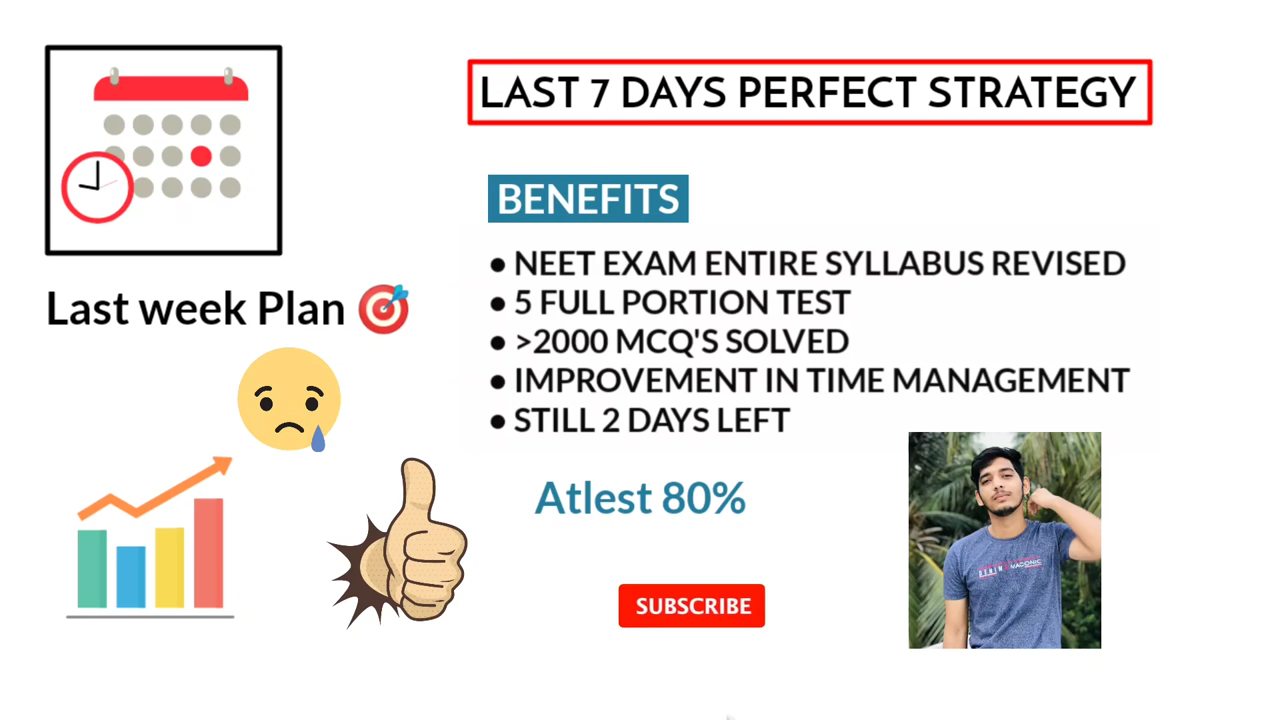 LAST 7 DAYS PERFECT STRATEGY
BENEFITS
• NEET EXAM ENTIRE SYLLABUS REVISED
• 5 FULL PORTION TEST
• >2000 MCQ'S SOLVED
• IMPROVEMENT IN TIME MANAGEMENT
• STILL 2 DAYS LEFT
Last week Plan
Atlest 80%
SUBSCRIBE